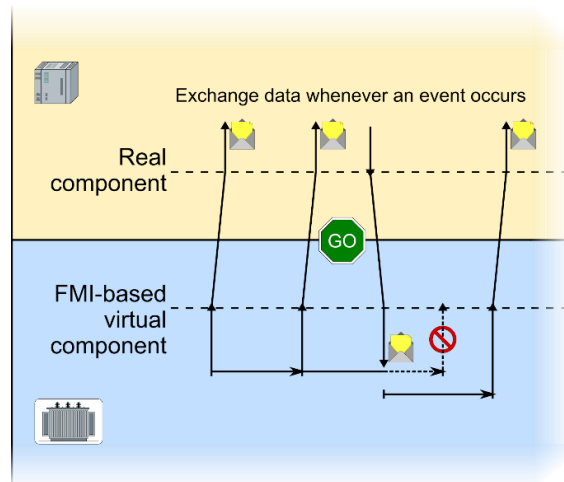 Exchange data whenever an event occurs
Real
component
GO
FMI-based
virtual
component